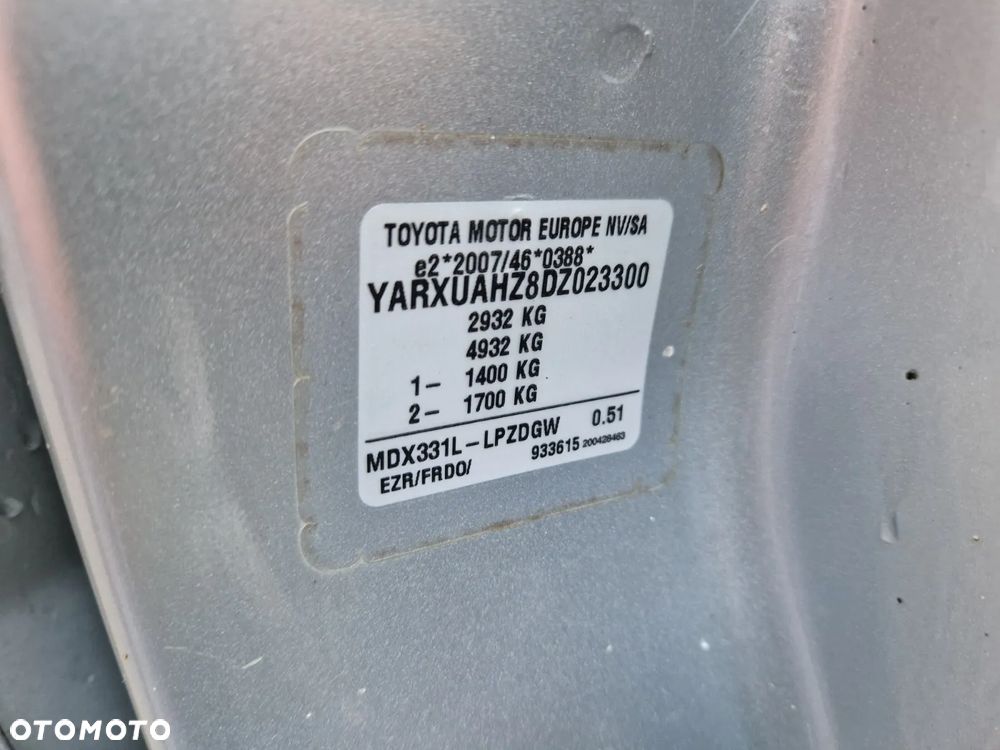 TOYOTA MOTOR EUROPE NV/SA
e2*2007/46*0388*
YARXUAHZ8DZ023300
2932 KG
4932 KG
1- 1400 KG
2- 1700 KG
MDX331L-LPZDGW 0.51
EZR/FRDO/ 933615 200428463
OTOMOTO